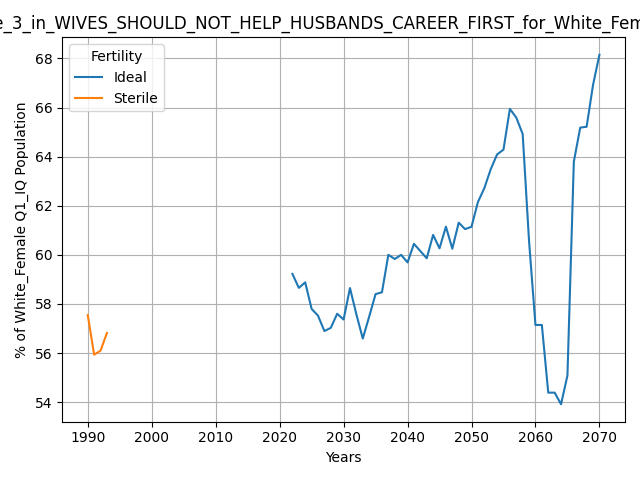 e_3_in_WIVES_SHOULD_NOT_HELP_HUSBANDS_CAREER_FIRST_for_White_Fem
Fertility
Ideal
Sterile
% of White_Female Q1_IQ Population
68
66
64
62
60
58
56
54
1990 2000 2010 2020 2030 2040 2050 2060 2070
Years